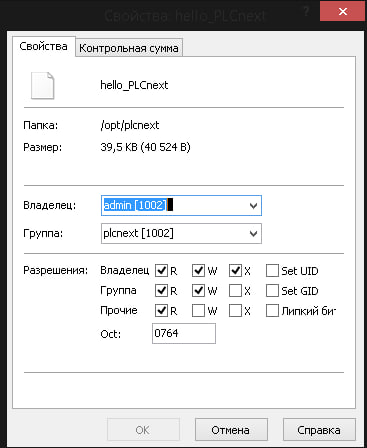 Свойства: hello_PLCnext
Свойства Контрольная сумма
hello_PLCnext
Папка: /opt/plcnext
Размер: 39,5 KB (40 524 B)
Владелец: admin [1002]
Группа: plcnext [1002]
Разрешения: Владелец R W X Set UID
Группа R W X Set GID
Прочие R W X Липкий бит
Oct: 0764
OK Отмена Справка